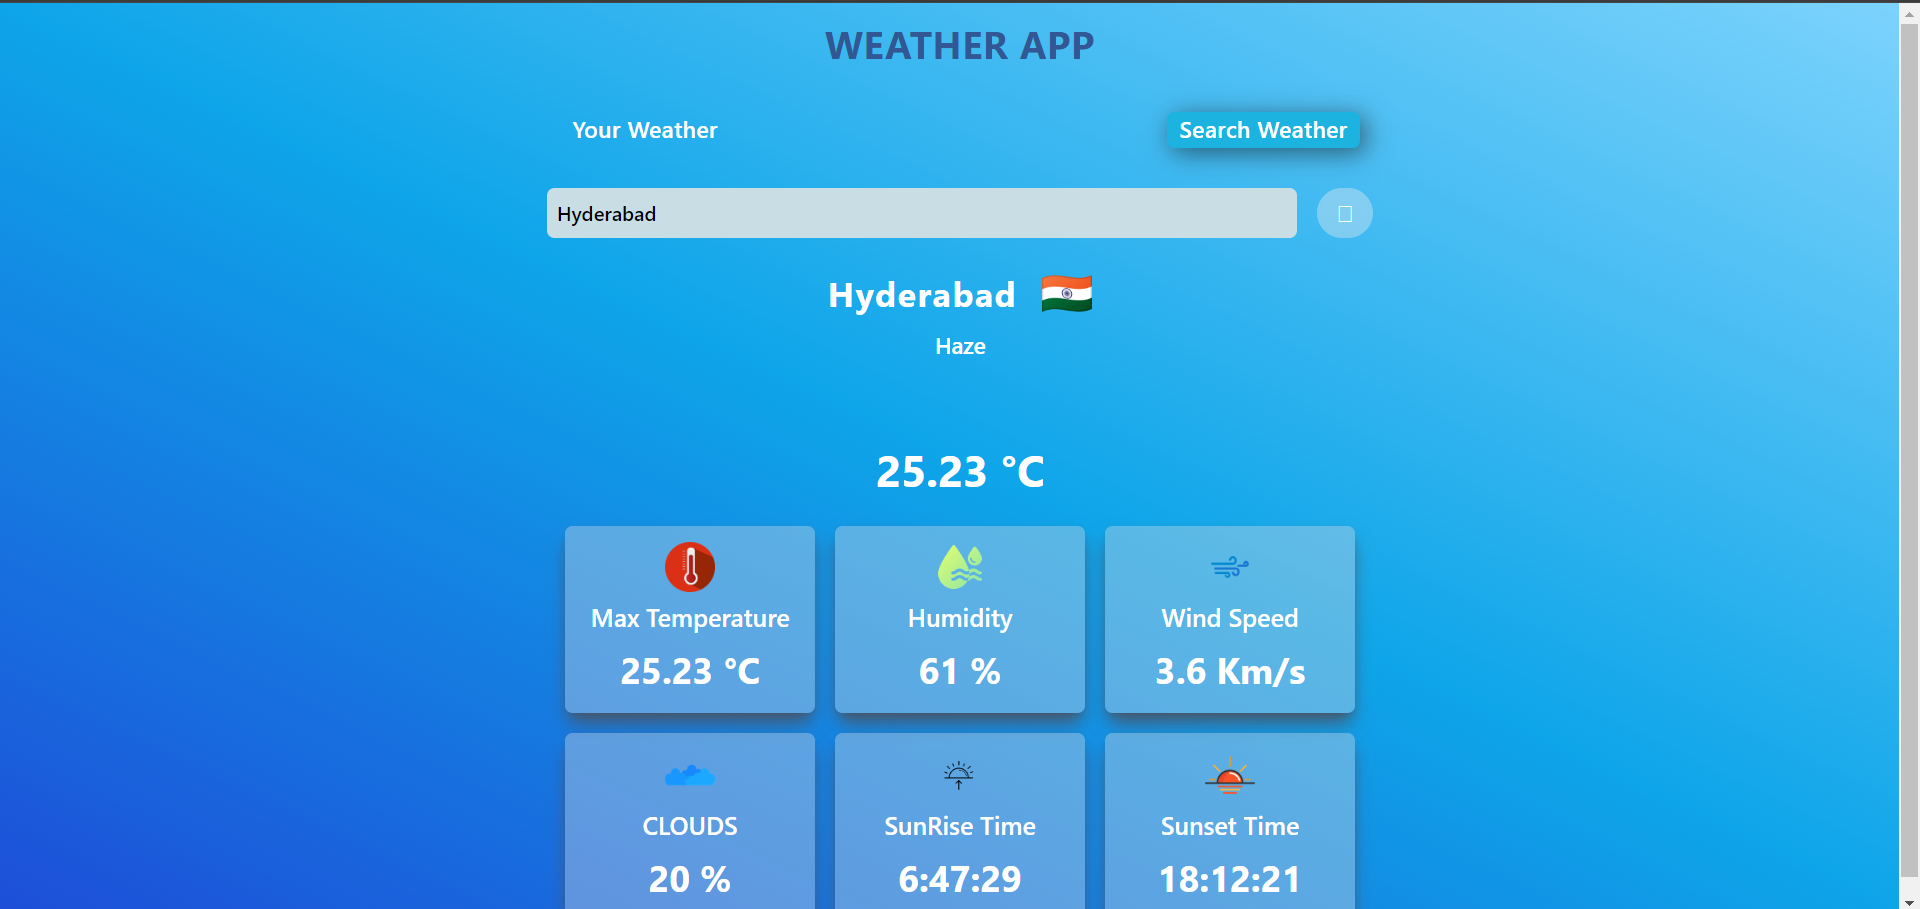 WEATHER APP
Your Weather
Search Weather
Hyderabad
Hyderabad
Haze
25.23 °C
Max Temperature
25.23 °C
Humidity
61 %
Wind Speed
3.6 Km/s
CLOUDS
20 %
SunRise Time
6:47:29
Sunset Time
18:12:21